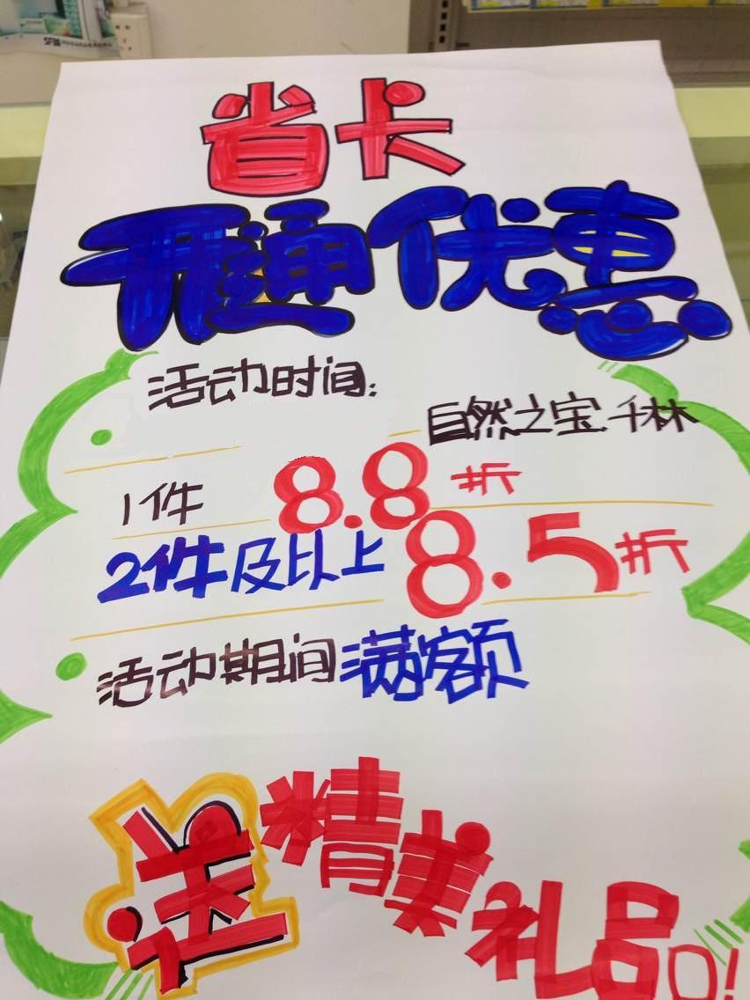 省卡
开通优惠
活动时间:
自然之宝.千林
1件 8.8折
2件及以上 8.5折
活动期间满额
送精美礼品!